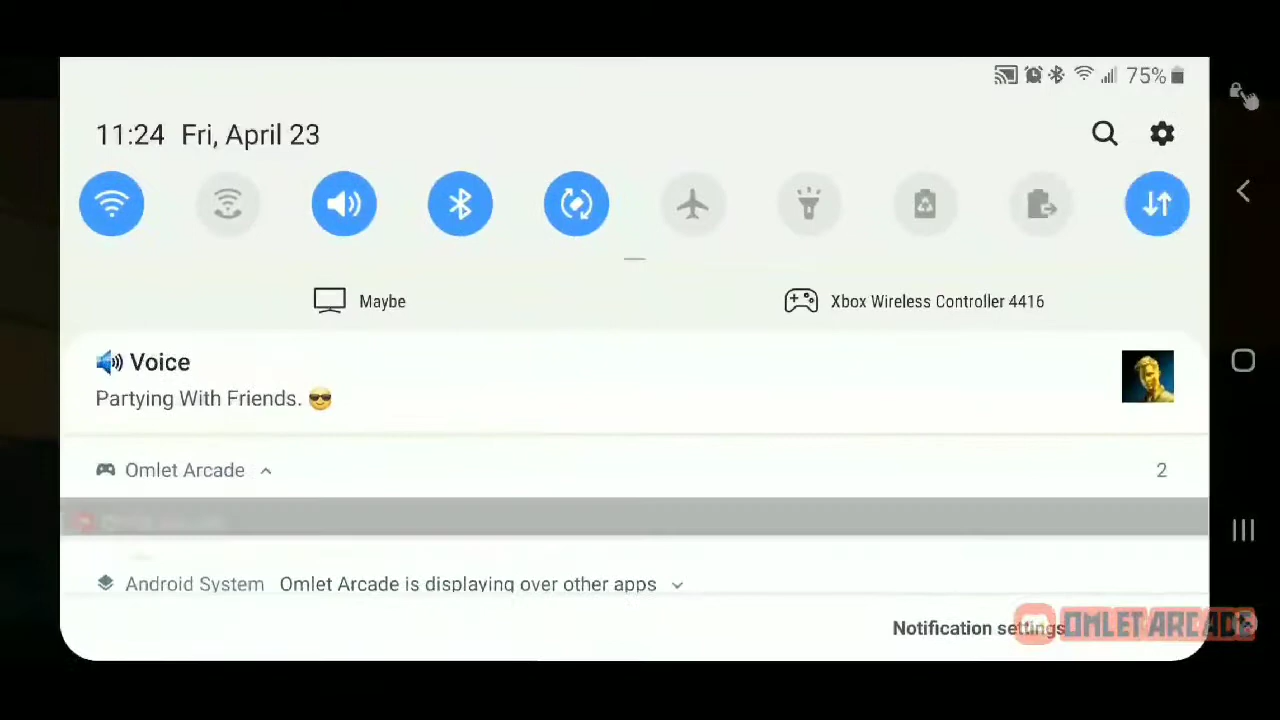 75%
11:24 Fri, April 23
Maybe
Xbox Wireless Controller 4416
Voice
Partying With Friends. 😎
Omlet Arcade
2
Android System Omlet Arcade is displaying over other apps
Notification settings
OMLET ARCADE